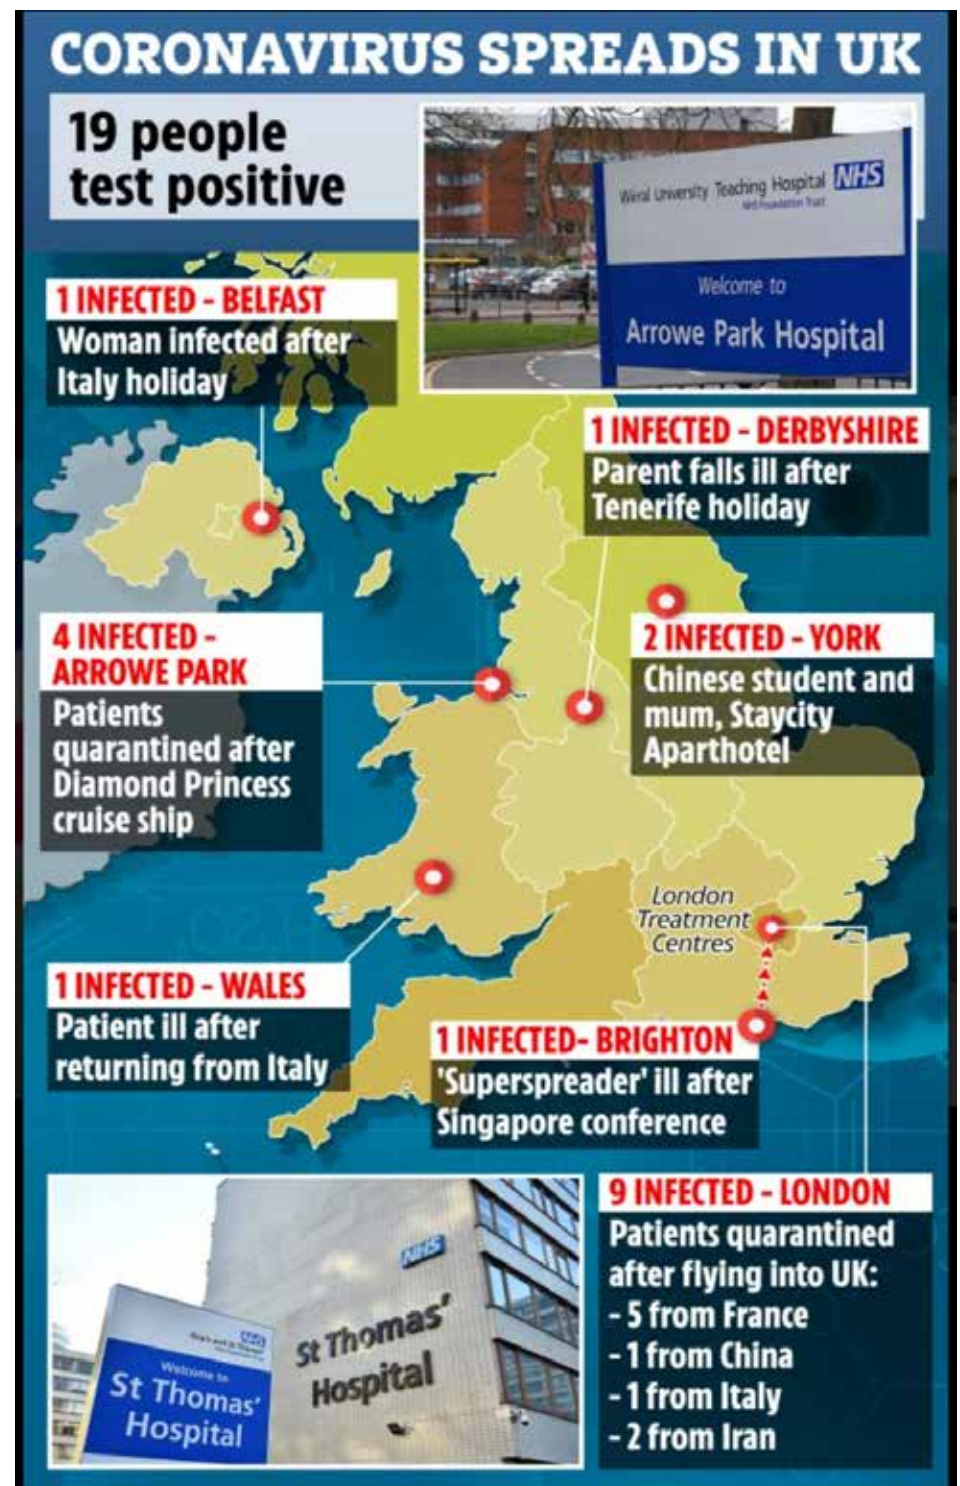 CORONAVIRUS SPREADS IN UK
19 people
test positive
Wirral University Teaching Hospital NHS
NHS Foundation Trust
Welcome to
Arrowe Park Hospital
1 INFECTED - BELFAST
Woman infected after
Italy holiday
1 INFECTED - DERBYSHIRE
Parent falls ill after
Tenerife holiday
4 INFECTED -
ARROWE PARK
Patients
quarantined after
Diamond Princess
cruise ship
2 INFECTED - YORK
Chinese student and
mum, Staycity
Aparthotel
London
Treatment
Centres
1 INFECTED - WALES
Patient ill after
returning from Italy
1 INFECTED- BRIGHTON
'Superspreader' ill after
Singapore conference
NHS
St Thomas'
Hospital
NHS
Welcome to
St Thomas'
Hospital
9 INFECTED - LONDON
Patients quarantined
after flying into UK:
- 5 from France
- 1 from China
- 1 from Italy
- 2 from Iran